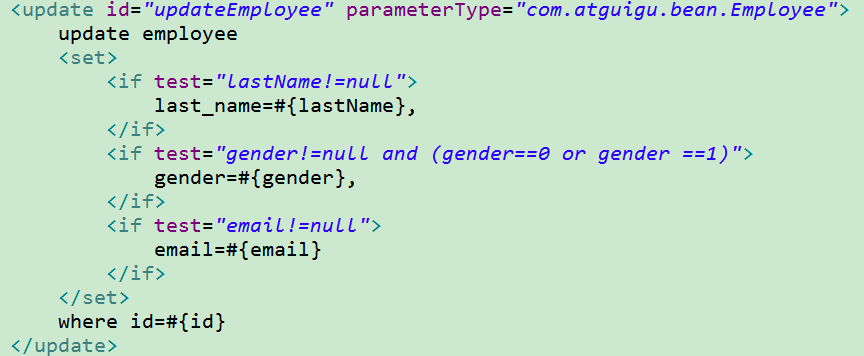 <update id="updateEmployee" parameterType="com.atguigu.bean.Employee">
    update employee
    <set>
        <if test="lastName!=null">
            last_name=#{lastName},
        </if>
        <if test="gender!=null and (gender==0 or gender ==1)">
            gender=#{gender},
        </if>
        <if test="email!=null">
            email=#{email}
        </if>
    </set>
    where id=#{id}
</update>